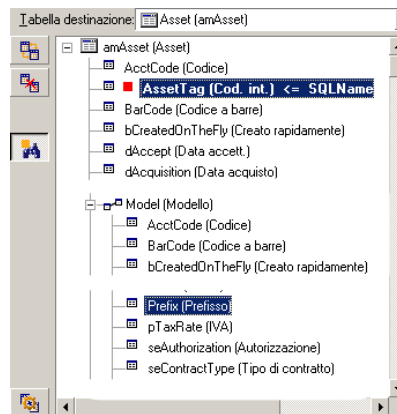 Tabella destinazione: Asset (amAsset)
amAsset (Asset)
AcctCode (Codice)
AssetTag (Cod. int.) <= SQLName
BarCode (Codice a barre)
bCreatedOnTheFly (Creato rapidamente)
dAccept (Data accett.)
dAcquisition (Data acquisto)
Model (Modello)
AcctCode (Codice)
BarCode (Codice a barre)
bCreatedOnTheFly (Creato rapidamente)
Prefix (Prefisso)
pTaxRate (IVA)
seAuthorization (Autorizzazione)
seContractType (Tipo di contratto)